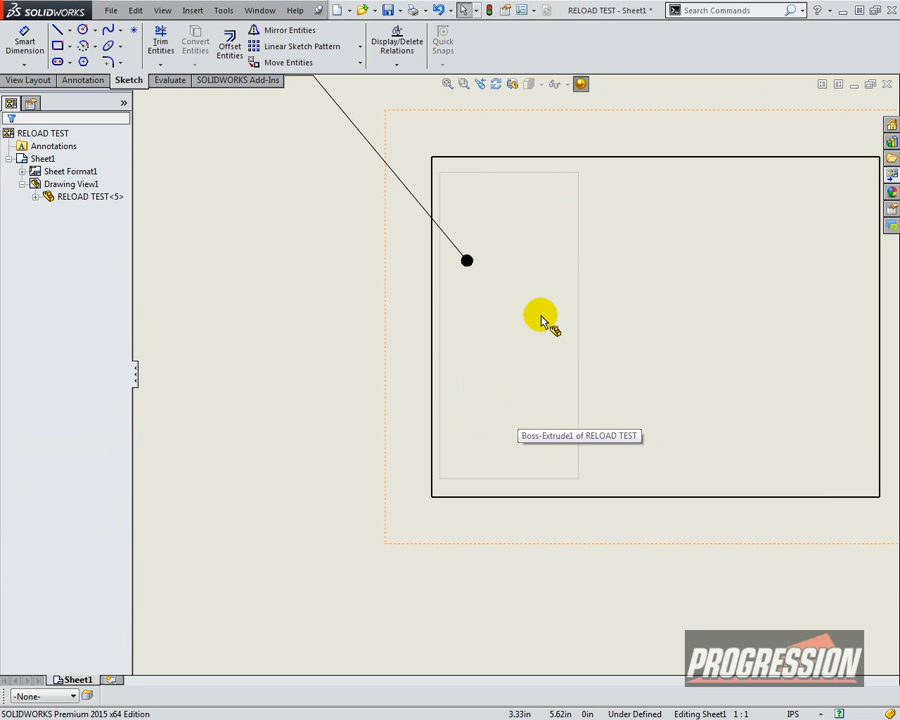 SOLIDWORKS File Edit View Insert Tools Window Help RELOAD TEST - Sheet1 * Search Commands
Smart Dimension
Trim Entities
Convert Entities
Offset Entities
Mirror Entities
Linear Sketch Pattern
Move Entities
Display/Delete Relations
Quick Snaps
View Layout Annotation Sketch Evaluate SOLIDWORKS Add-Ins
RELOAD TEST
Annotations
Sheet1
Sheet Format1
Drawing View1
RELOAD TEST<5>
Boss-Extrude1 of RELOAD TEST
PROGRESSION
Sheet1
-None-
SOLIDWORKS Premium 2015 x64 Edition 3.33in 5.62in 0in Under Defined Editing Sheet1 1 : 1 IPS